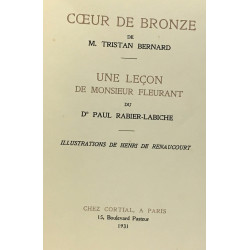 CŒUR DE BRONZE
DE
M. TRISTAN BERNARD
UNE LEÇON
DE MONSIEUR FLEURANT
DU
Dr PAUL RABIER-LABICHE
ILLUSTRATIONS DE HENRI DE RENAUCOURT
CHEZ CORTIAL, A PARIS
15, Boulevard Pasteur
1931